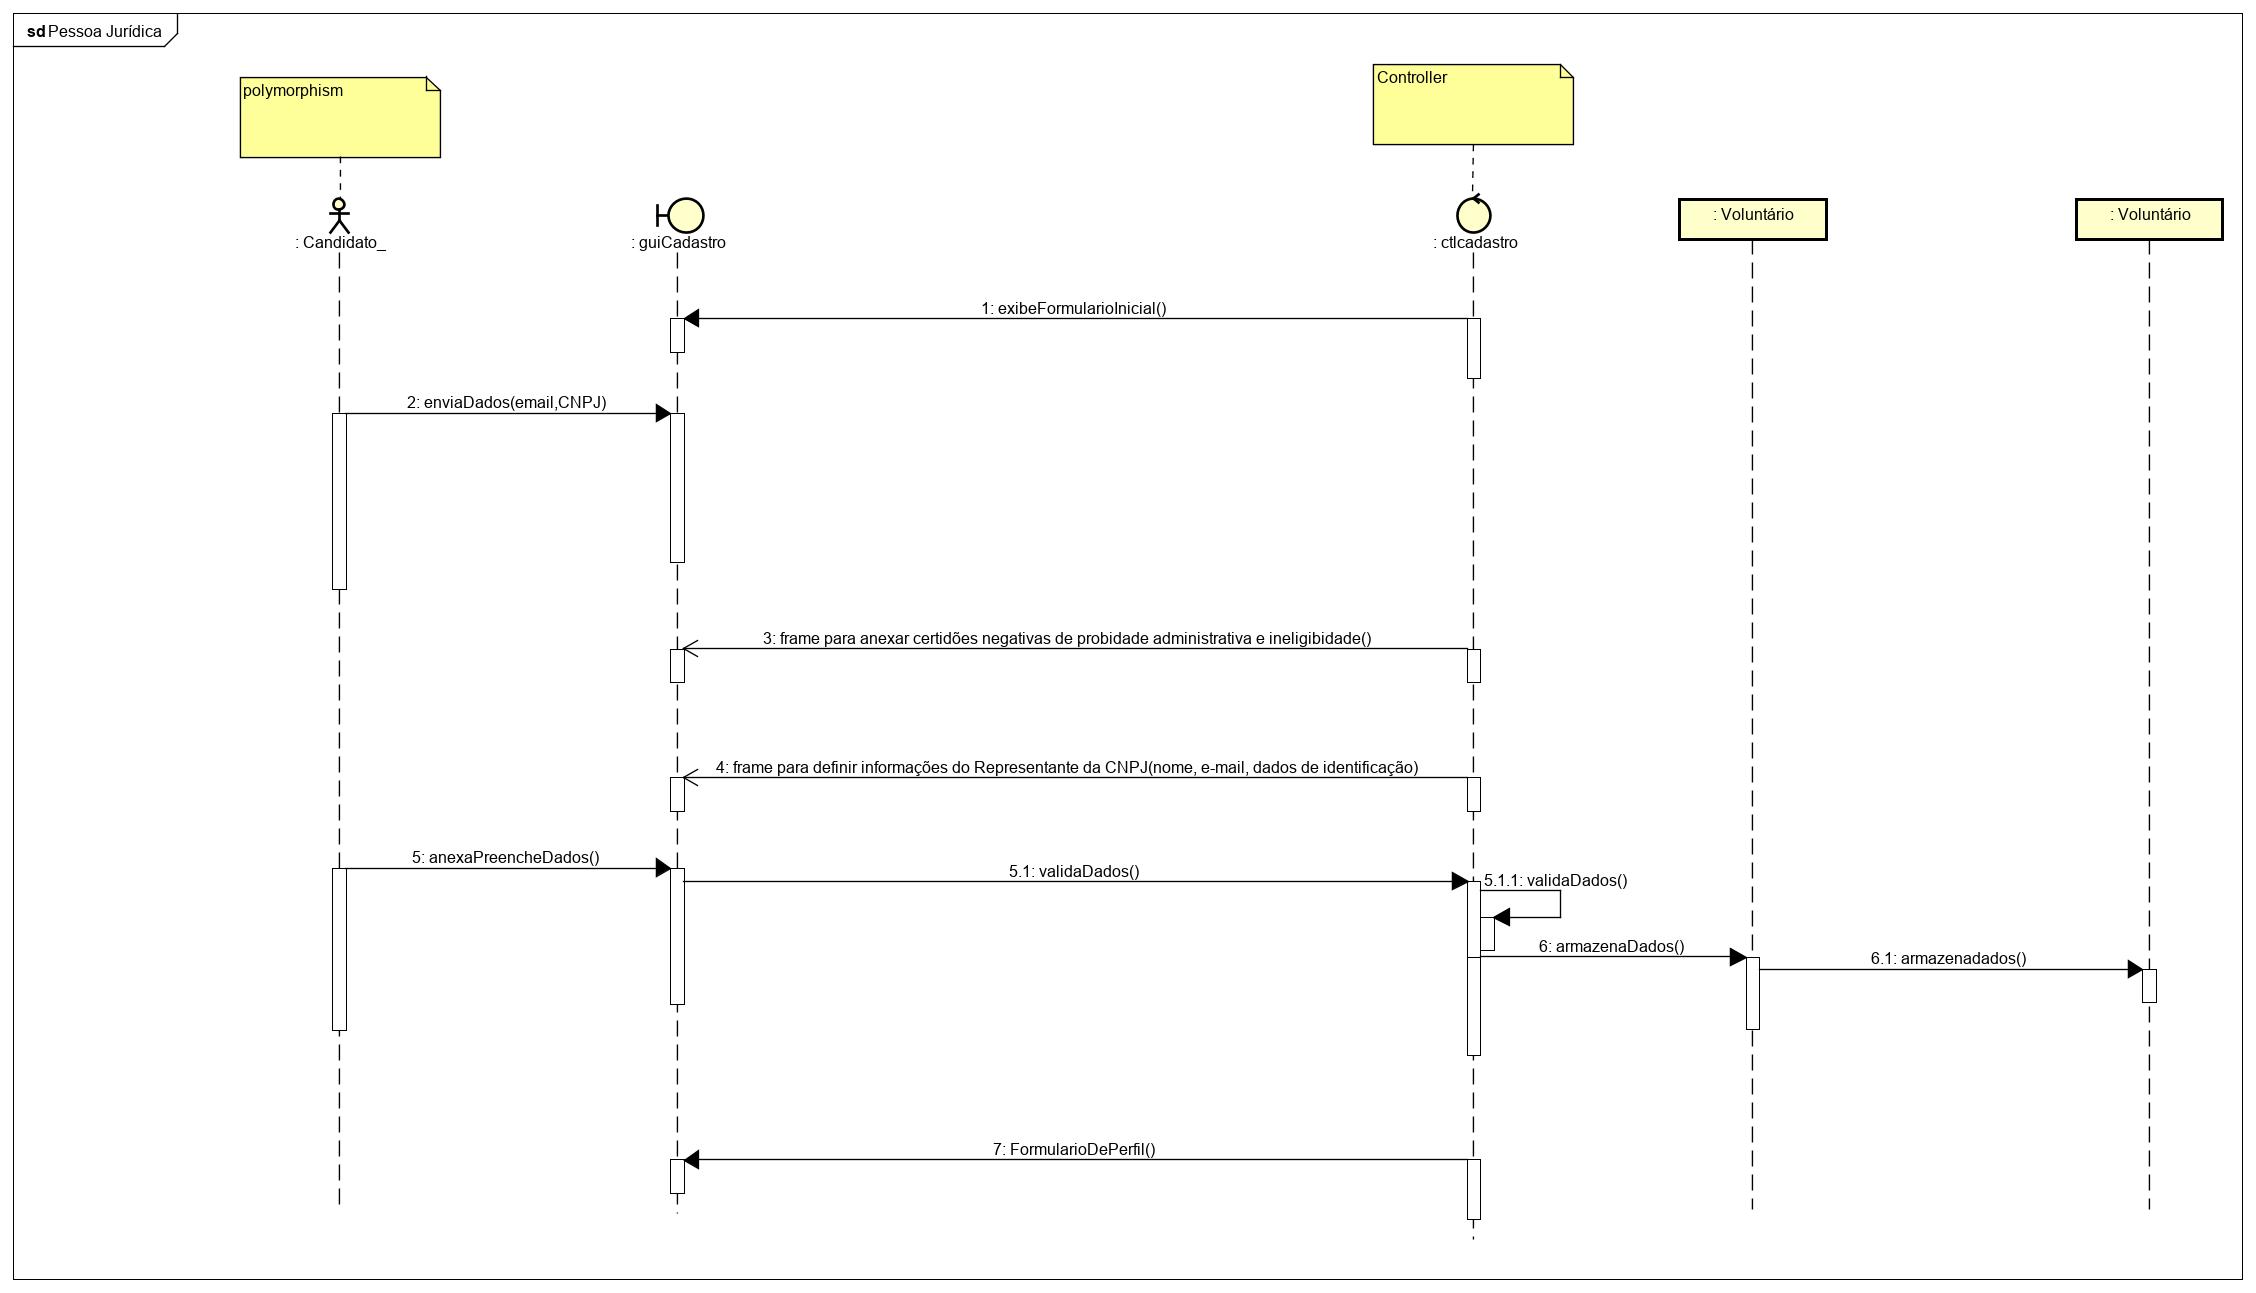 sd Pessoa Jurídica
polymorphism
Controller
: Candidato_
: guiCadastro
: ctlcadastro
: Voluntário
: Voluntário
1: exibeFormularioInicial()
2: enviaDados(email,CNPJ)
3: frame para anexar certidões negativas de probidade administrativa e ineligibidade()
4: frame para definir informações do Representante da CNPJ(nome, e-mail, dados de identificação)
5: anexaPreencheDados()
5.1: validaDados()
5.1.1: validaDados()
6: armazenaDados()
6.1: armazenadados()
7: FormularioDePerfil()